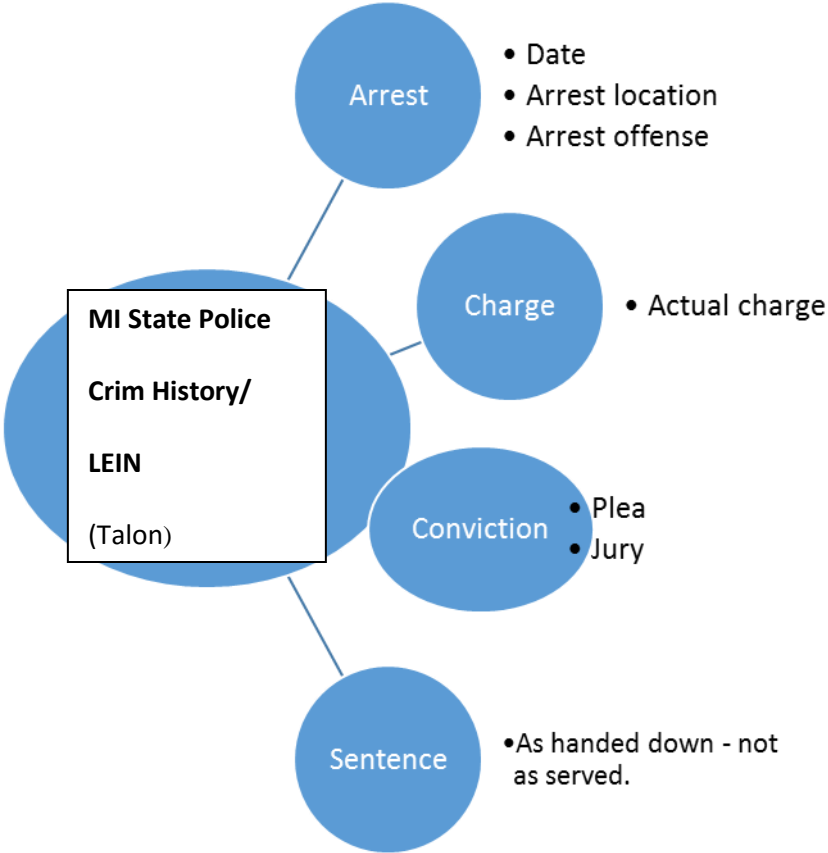 Arrest
• Date
• Arrest location
• Arrest offense
MI State Police
Crim History/
LEIN
(Talon)
Charge
• Actual charge
Conviction
• Plea
• Jury
Sentence
•As handed down - not
as served.